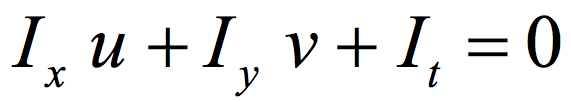 I_x u + I_y v + I_t = 0